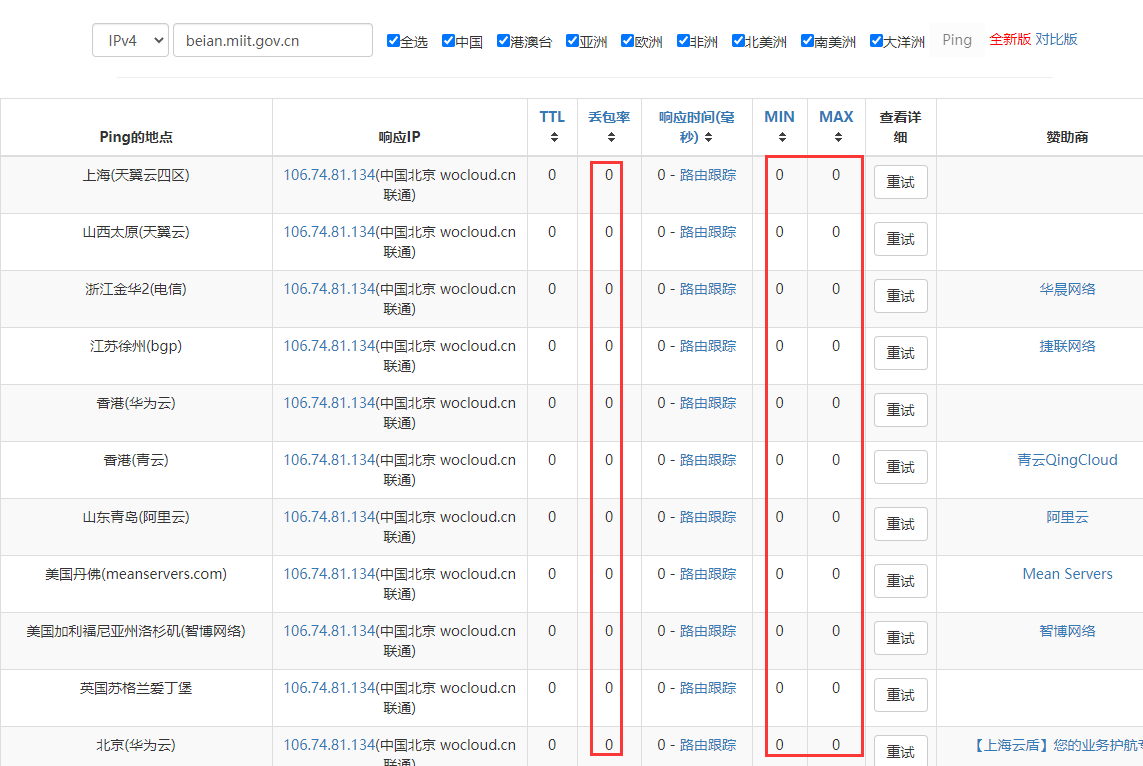 IPv4 beian.miit.gov.cn 全选 中国 港澳台 亚洲 欧洲 非洲 北美洲 南美洲 大洋洲 Ping 全新版 对比版
Ping的地点 响应IP TTL 丢包率 响应时间(毫秒) MIN MAX 查看详细 赞助商
上海(天翼云四区) 106.74.81.134(中国北京 wocloud.cn 0 0 0 - 路由跟踪 0 0 重试
联通)
山西太原(天翼云) 106.74.81.134(中国北京 wocloud.cn 0 0 0 - 路由跟踪 0 0 重试
联通)
浙江金华2(电信) 106.74.81.134(中国北京 wocloud.cn 0 0 0 - 路由跟踪 0 0 重试 华晨网络
联通)
江苏徐州(bgp) 106.74.81.134(中国北京 wocloud.cn 0 0 0 - 路由跟踪 0 0 重试 捷联网络
联通)
香港(华为云) 106.74.81.134(中国北京 wocloud.cn 0 0 0 - 路由跟踪 0 0 重试
联通)
香港(青云) 106.74.81.134(中国北京 wocloud.cn 0 0 0 - 路由跟踪 0 0 重试 青云QingCloud
联通)
山东青岛(阿里云) 106.74.81.134(中国北京 wocloud.cn 0 0 0 - 路由跟踪 0 0 重试 阿里云
联通)
美国丹佛(meanservers.com) 106.74.81.134(中国北京 wocloud.cn 0 0 0 - 路由跟踪 0 0 重试 Mean Servers
联通)
美国加利福尼亚州洛杉矶(智博网络) 106.74.81.134(中国北京 wocloud.cn 0 0 0 - 路由跟踪 0 0 重试 智博网络
联通)
英国苏格兰爱丁堡 106.74.81.134(中国北京 wocloud.cn 0 0 0 - 路由跟踪 0 0 重试
联通)
北京(华为云) 106.74.81.134(中国北京 wocloud.cn 0 0 0 - 路由跟踪 0 0 重试 【上海云盾】您的业务护航专
联通)